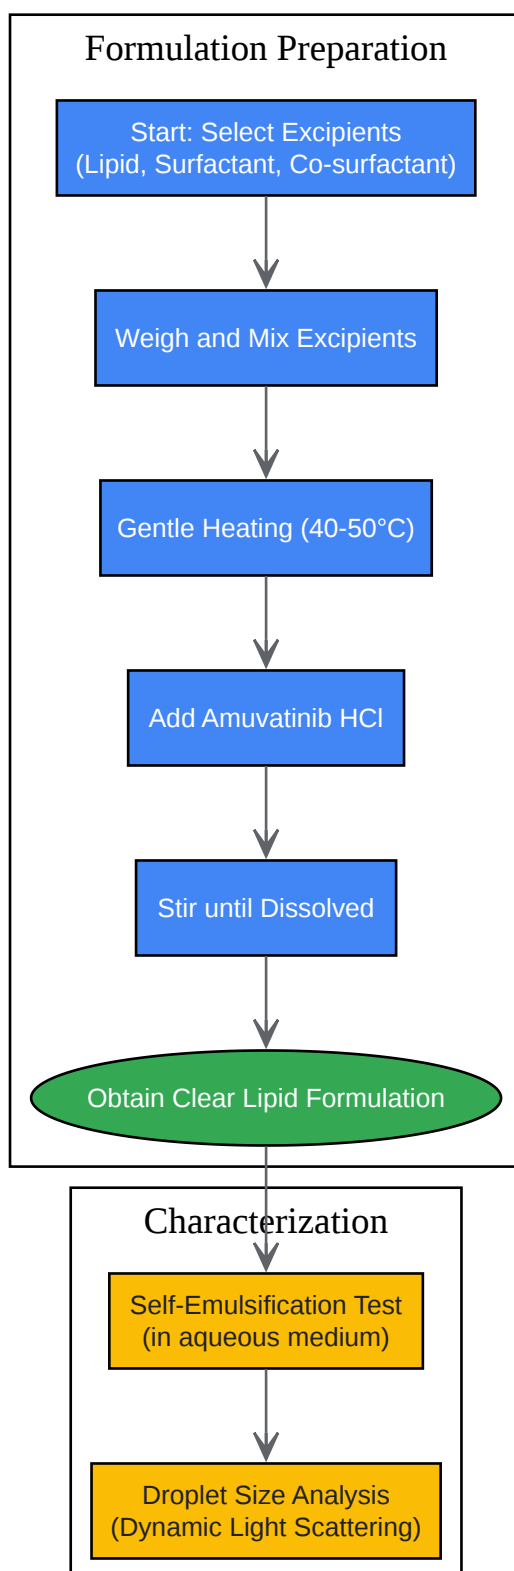 Formulation Preparation
Start: Select Excipients
(Lipid, Surfactant, Co-surfactant)
Weigh and Mix Excipients
Gentle Heating (40-50°C)
Add Amuvatinib HCl
Stir until Dissolved
Obtain Clear Lipid Formulation
Characterization
Self-Emulsification Test
(in aqueous medium)
Droplet Size Analysis
(Dynamic Light Scattering)